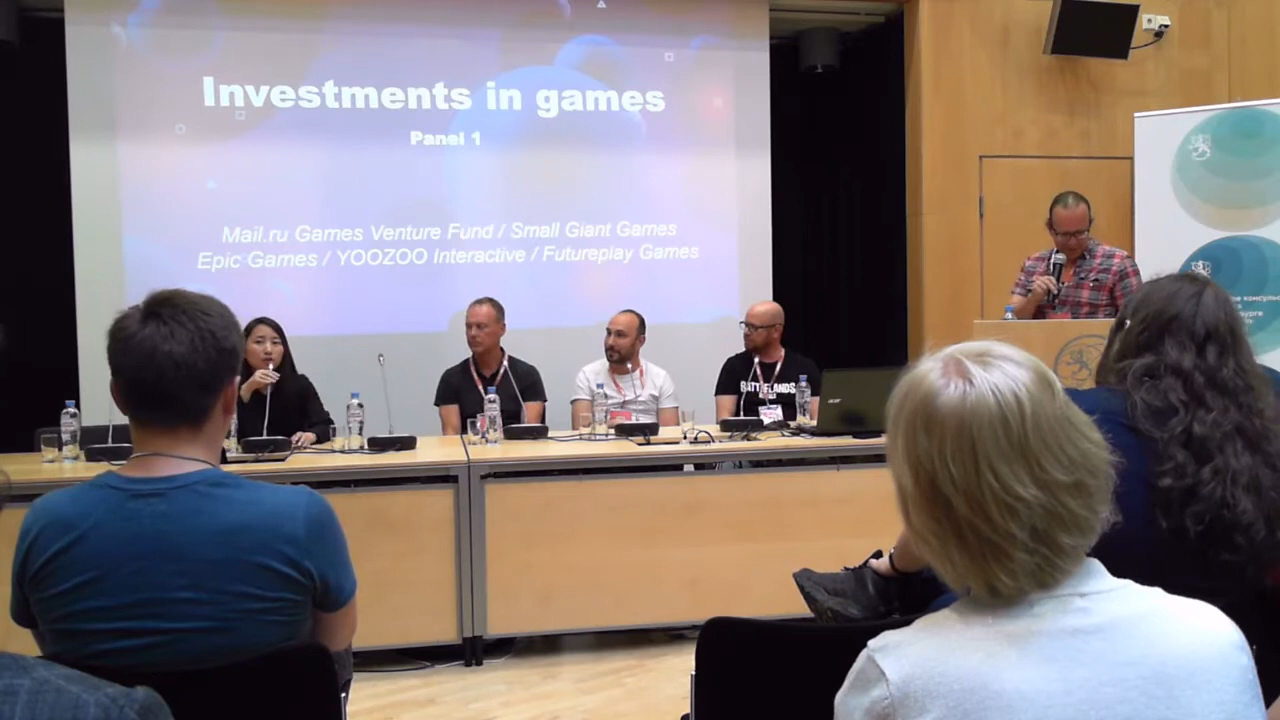 Investments in games
Panel 1
Mail.ru Games Venture Fund / Small Giant Games
Epic Games / YOOZOO Interactive / Futureplay Games
acer